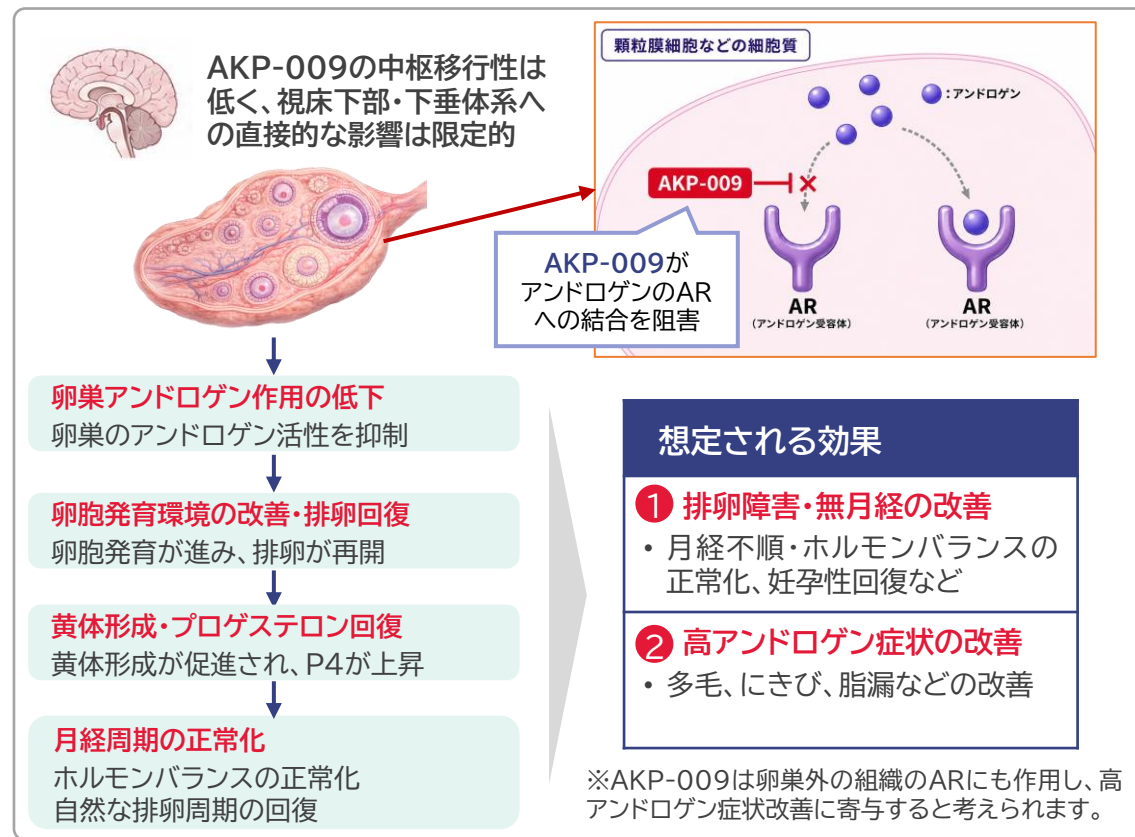 AKP-009の中枢移行性は
低く、視床下部・下垂体系へ
の直接的な影響は限定的
顆粒膜細胞などの細胞質
:アンドロゲン
AKP-009
AKP-009が
アンドロゲンのAR
への結合を阻害
AR
(アンドロゲン受容体)
AR
(アンドロゲン受容体)
卵巣アンドロゲン作用の低下
卵巣のアンドロゲン活性を抑制
卵胞発育環境の改善・排卵回復
卵胞発育が進み、排卵が再開
黄体形成・プロゲステロン回復
黄体形成が促進され、P4が上昇
月経周期の正常化
ホルモンバランスの正常化
自然な排卵周期の回復
想定される効果
1 排卵障害・無月経の改善
• 月経不順・ホルモンバランスの
正常化、妊孕性回復など
2 高アンドロゲン症状の改善
• 多毛、にきび、脂漏などの改善
※AKP-009は卵巣外の組織のARにも作用し、高
アンドロゲン症状改善に寄与すると考えられます。